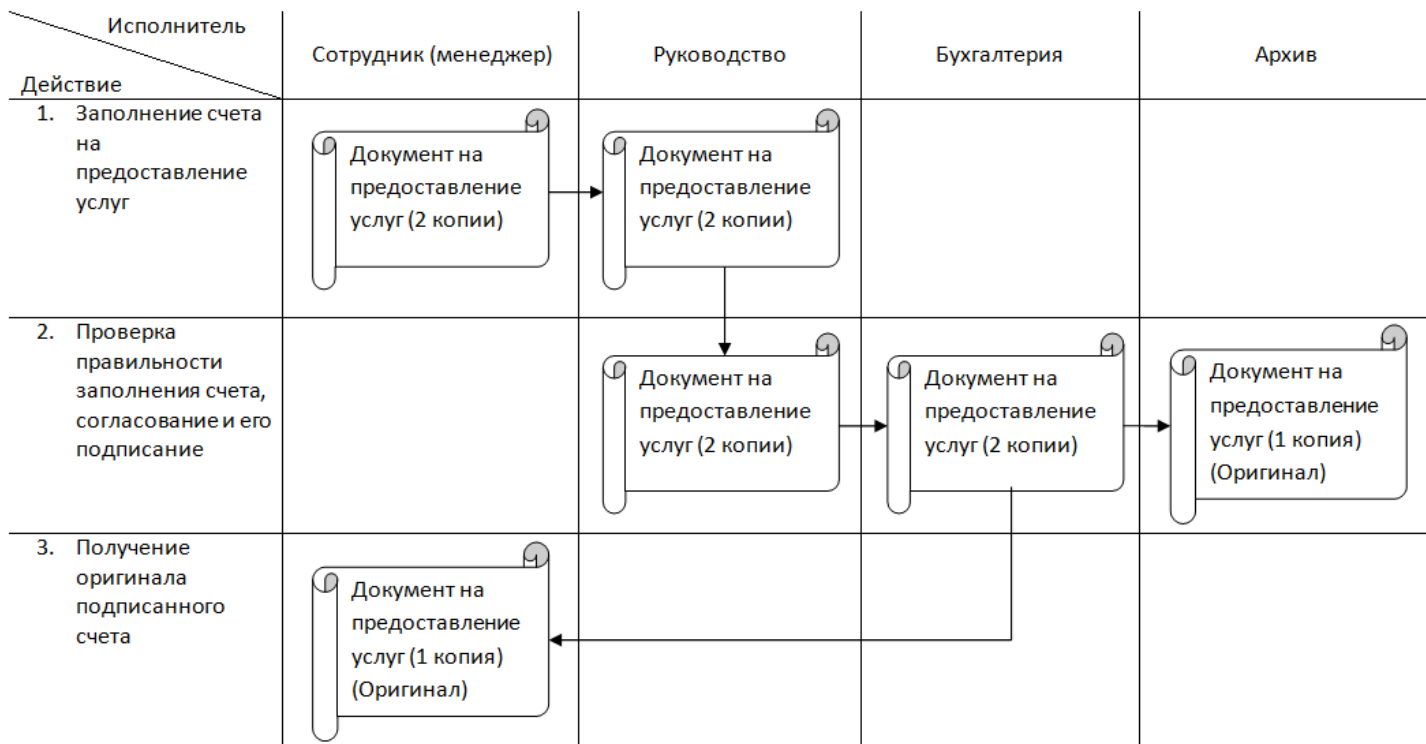 Исполнитель
Действие
Сотрудник (менеджер)
Руководство
Бухгалтерия
Архив
1. Заполнение счета
на
предоставление
услуг
Документ на
предоставление
услуг (2 копии)
Документ на
предоставление
услуг (2 копии)
2. Проверка
правильности
заполнения счета,
согласование и его
подписание
Документ на
предоставление
услуг (2 копии)
Документ на
предоставление
услуг (2 копии)
Документ на
предоставление
услуг (1 копия)
(Оригинал)
3. Получение
оригинала
подписанного
счета
Документ на
предоставление
услуг (1 копия)
(Оригинал)